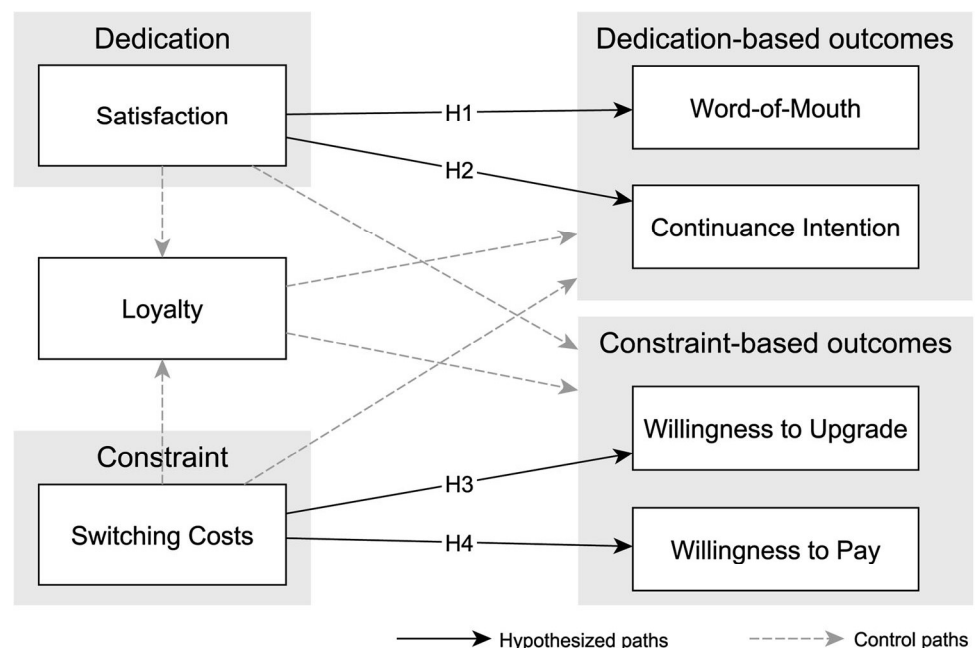 Dedication
Satisfaction
Loyalty
Constraint
Switching Costs
H1
H2
H3
H4
Dedication-based outcomes
Word-of-Mouth
Continuance Intention
Constraint-based outcomes
Willingness to Upgrade
Willingness to Pay
Hypothesized paths
Control paths